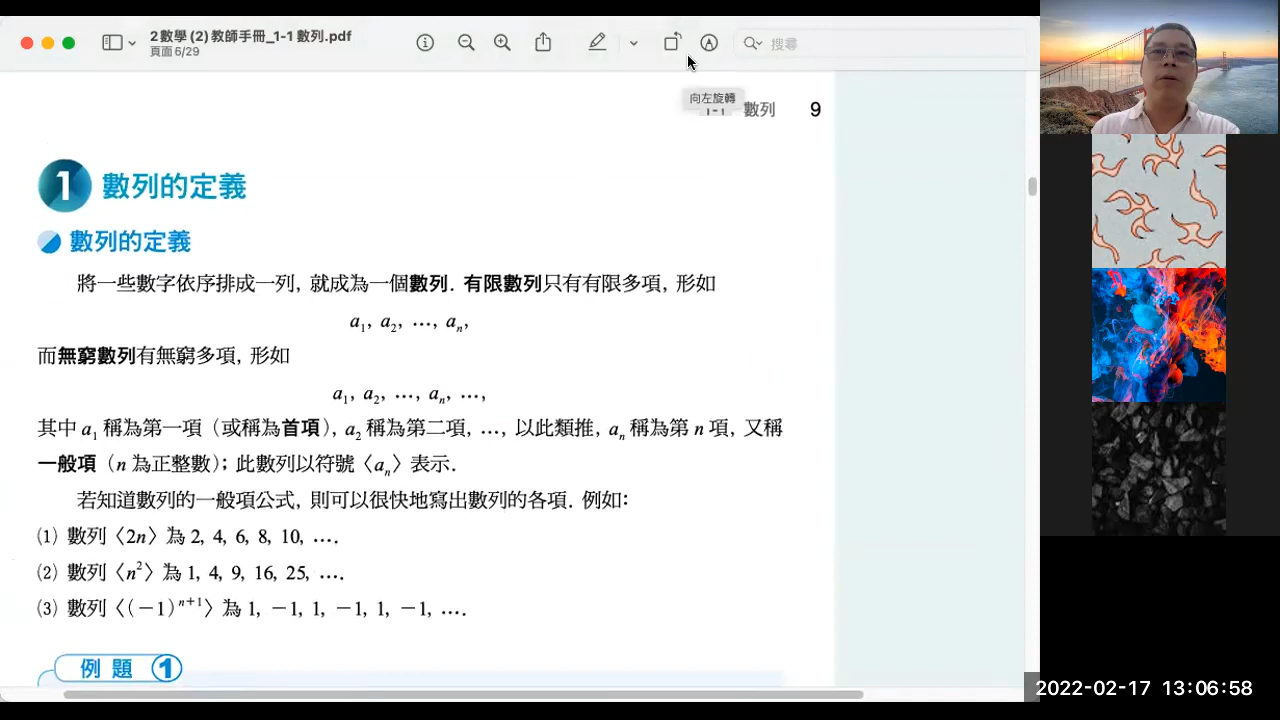 2數學 (2)教師手冊_1-1 數列.pdf
頁面 6/29
搜尋
向左旋轉
數列 9
1 數列的定義
數列的定義
將一些數字依序排成一列, 就成為一個數列. 有限數列只有有限多項, 形如
a₁, a₂, …, aₙ,
而無窮數列有無窮多項, 形如
a₁, a₂, …, aₙ, …,
其中 a₁ 稱為第一項 (或稱為首項), a₂ 稱為第二項, …, 以此類推, aₙ 稱為第 n 項, 又稱
一般項 (n 為正整數); 此數列以符號〈aₙ〉表示.
若知道數列的一般項公式, 則可以很快地寫出數列的各項. 例如:
(1) 數列〈2n〉為 2, 4, 6, 8, 10, ….
(2) 數列〈n²〉為 1, 4, 9, 16, 25, ….
(3) 數列〈(−1)ⁿ⁺¹〉為 1, −1, 1, −1, 1, −1, ….
例題 1
2022-02-17 13:06:58